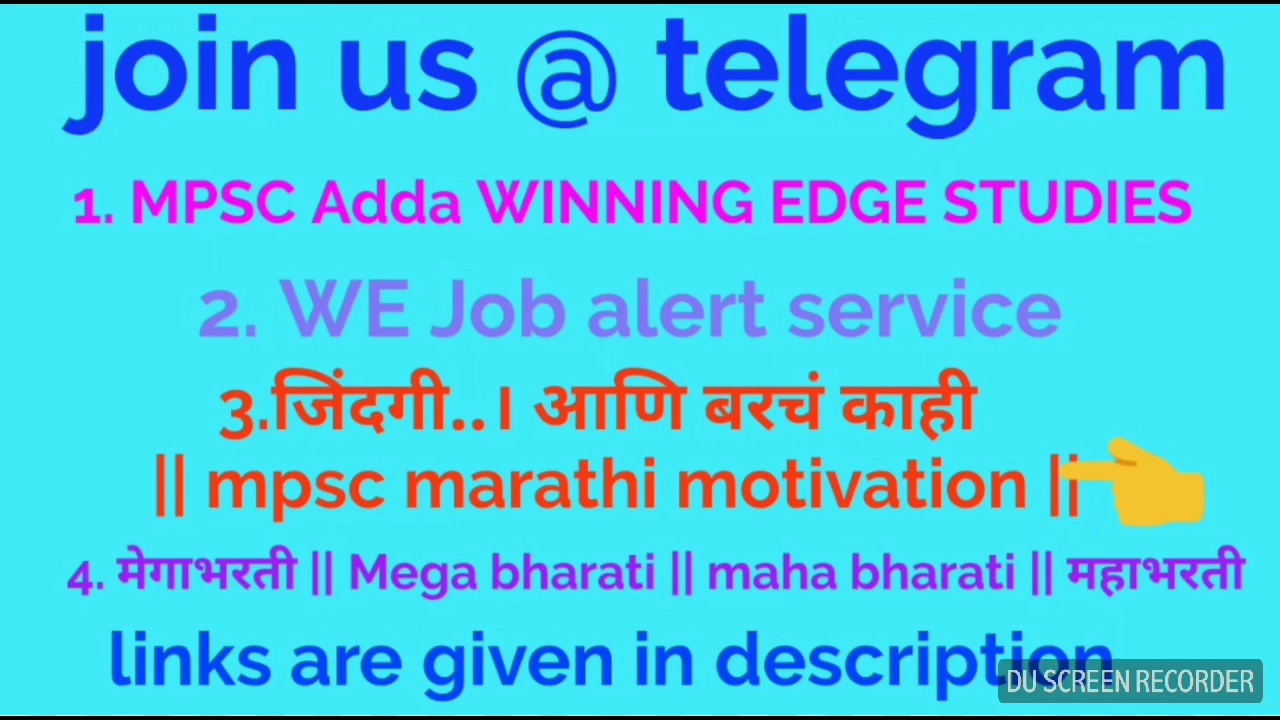 join us @ telegram
1. MPSC Adda WINNING EDGE STUDIES
2. WE Job alert service
3.जिंदगी..। आणि बरचं काही
|| mpsc marathi motivation ||
4. मेगाभरती || Mega bharati || maha bharati || महाभरती
links are given in description
DU SCREEN RECORDER